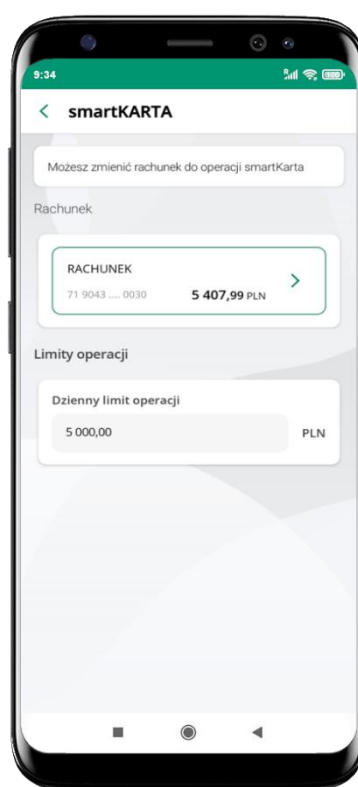 9:34
smartKARTA
Możesz zmienić rachunek do operacji smartKarta
Rachunek
RACHUNEK
71 9043 .... 0030 5 407,99 PLN
Limity operacji
Dzienny limit operacji
5 000,00 PLN